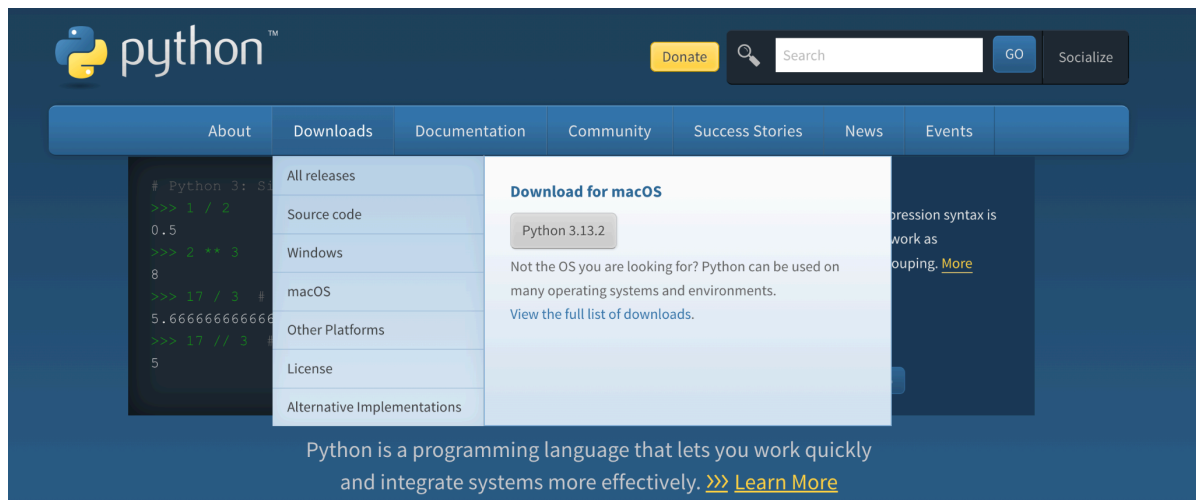 python™
Donate
Search
GO
Socialize
About
Downloads
Documentation
Community
Success Stories
News
Events
# Python 3: Si
>>> 1 / 2
0.5
>>> 2 ** 3
8
>>> 17 / 3 #
5.666666666666
>>> 17 // 3 #
5
All releases
Source code
Windows
macOS
Other Platforms
License
Alternative Implementations
Download for macOS
Python 3.13.2
Not the OS you are looking for? Python can be used on
many operating systems and environments.
View the full list of downloads.
pression syntax is
work as
ouping. More
Python is a programming language that lets you work quickly
and integrate systems more effectively. >>> Learn More